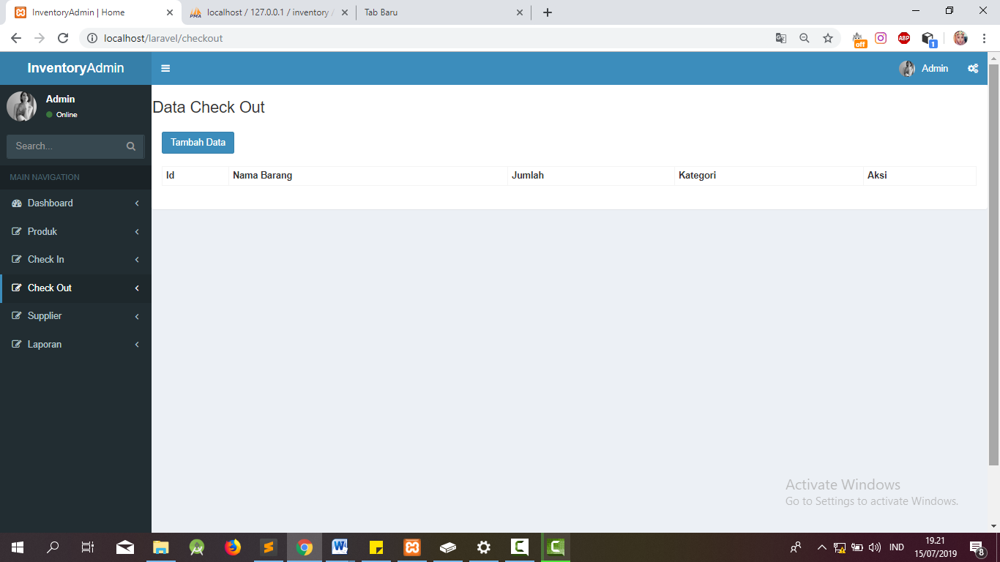 InventoryAdmin | Home
localhost / 127.0.0.1 / inventory /
Tab Baru
localhost/laravel/checkout
off
ABP
1
InventoryAdmin
Admin
Admin
Online
Search...
MAIN NAVIGATION
Dashboard
Produk
Check In
Check Out
Supplier
Laporan
Data Check Out
Tambah Data
Id
Nama Barang
Jumlah
Kategori
Aksi
Activate Windows
Go to Settings to activate Windows.
IND
19.21
15/07/2019
8